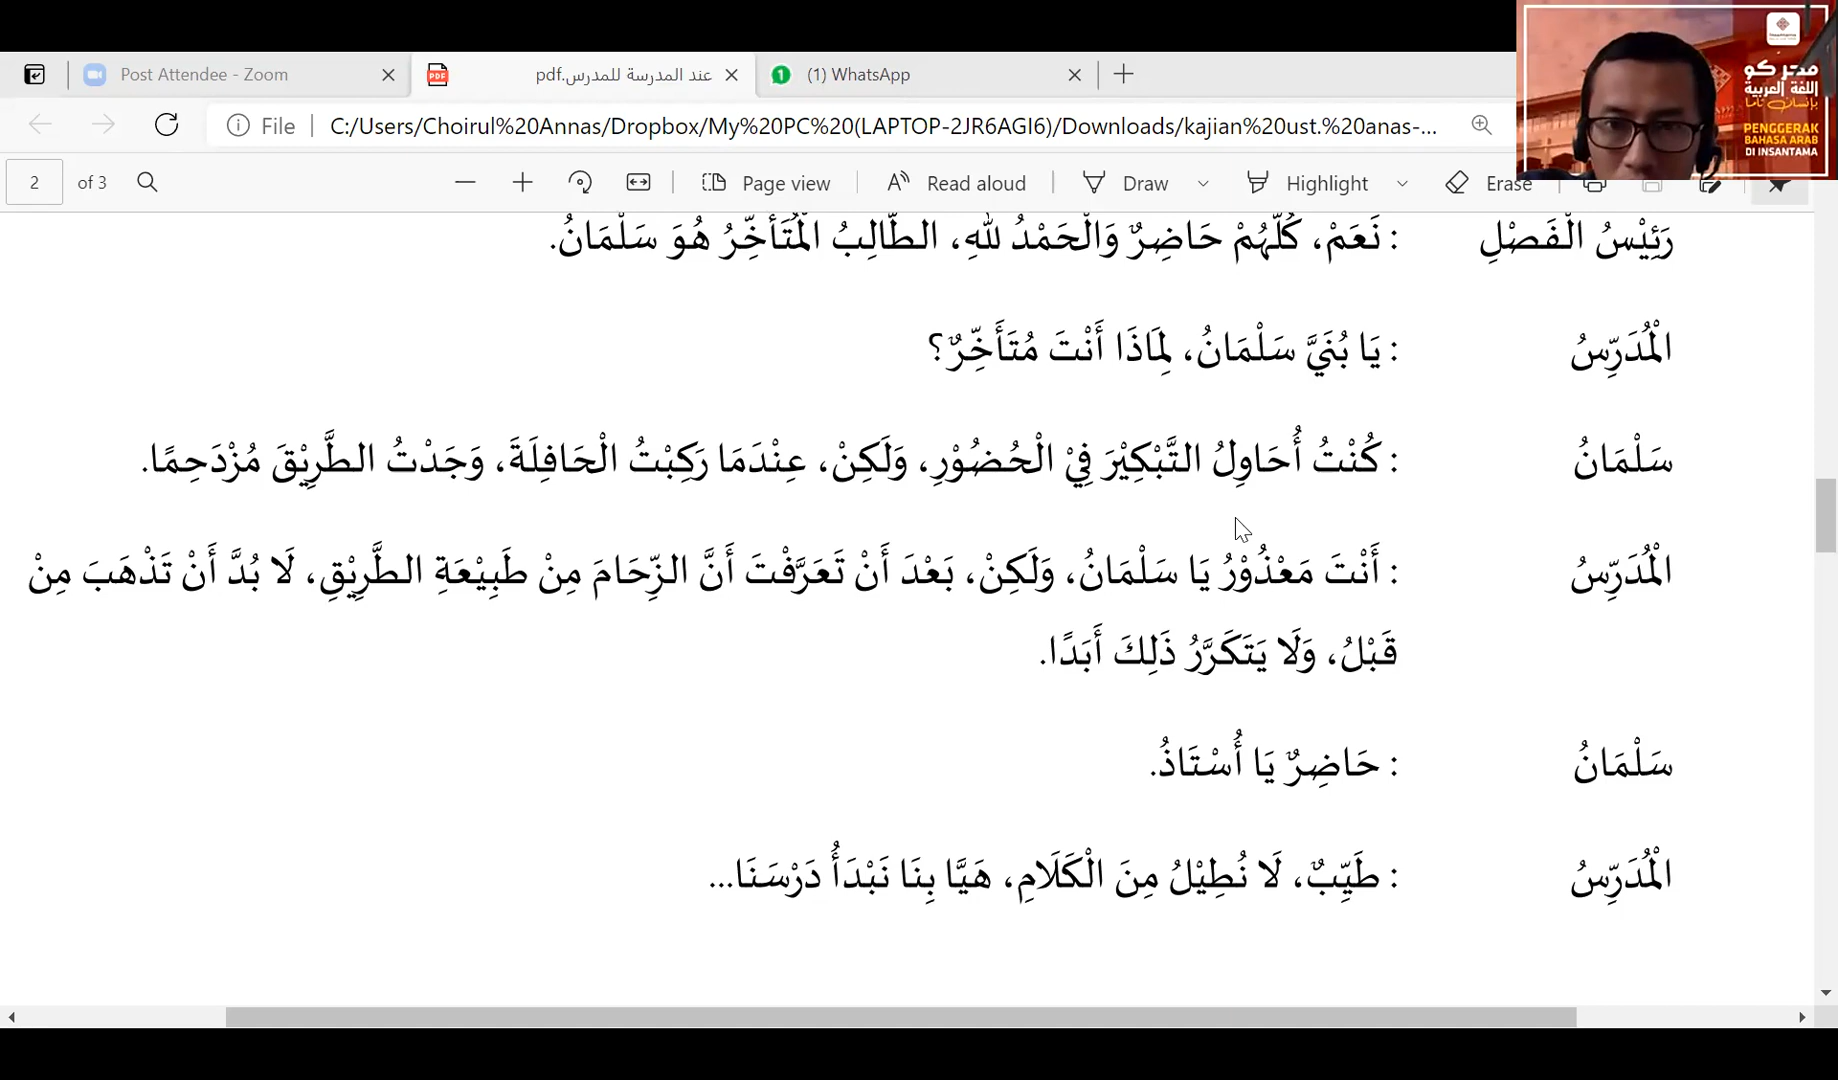 Post Attendee - Zoom
عند المدرسة للمدرس.pdf
(1) WhatsApp
File C:/Users/Choirul%20Annas/Dropbox/My%20PC%20(LAPTOP-2JR6AGI6)/Downloads/kajian%20ust.%20anas-...
2 of 3 Page view Read aloud Draw Highlight Erase
اللغة العربية
PENGGERAK
BAHASA ARAB
DI INSANTAMA
رَئِيْسُ الْفَصْلِ : نَعَمْ، كُلُّهُمْ حَاضِرٌ وَالْحَمْدُ للهِ، الطَّالِبُ الْمُتَأَخِّرُ هُوَ سَلْمَانُ.
الْمُدَرِّسُ : يَا بُنَيَّ سَلْمَانُ، لِمَاذَا أَنْتَ مُتَأَخِّرٌ؟
سَلْمَانُ : كُنْتُ أُحَاوِلُ التَّبْكِيْرَ فِيْ الْحُضُوْرِ، وَلَكِنْ، عِنْدَمَا رَكِبْتُ الْحَافِلَةَ، وَجَدْتُ الطَّرِيْقَ مُزْدَحِمًا.
الْمُدَرِّسُ : أَنْتَ مَعْذُوْرٌ يَا سَلْمَانُ، وَلَكِنْ، بَعْدَ أَنْ تَعَرَّفْتَ أَنَّ الزِّحَامَ مِنْ طَبِيْعَةِ الطَّرِيْقِ، لَا بُدَّ أَنْ تَذْهَبَ مِنْ
قَبْلُ، وَلَا يَتَكَرَّرُ ذَلِكَ أَبَدًا.
سَلْمَانُ : حَاضِرٌ يَا أُسْتَاذُ.
الْمُدَرِّسُ : طَيِّبٌ، لَا نُطِيْلُ مِنَ الْكَلَامِ، هَيَّا بِنَا نَبْدَأُ دَرْسَنَا...